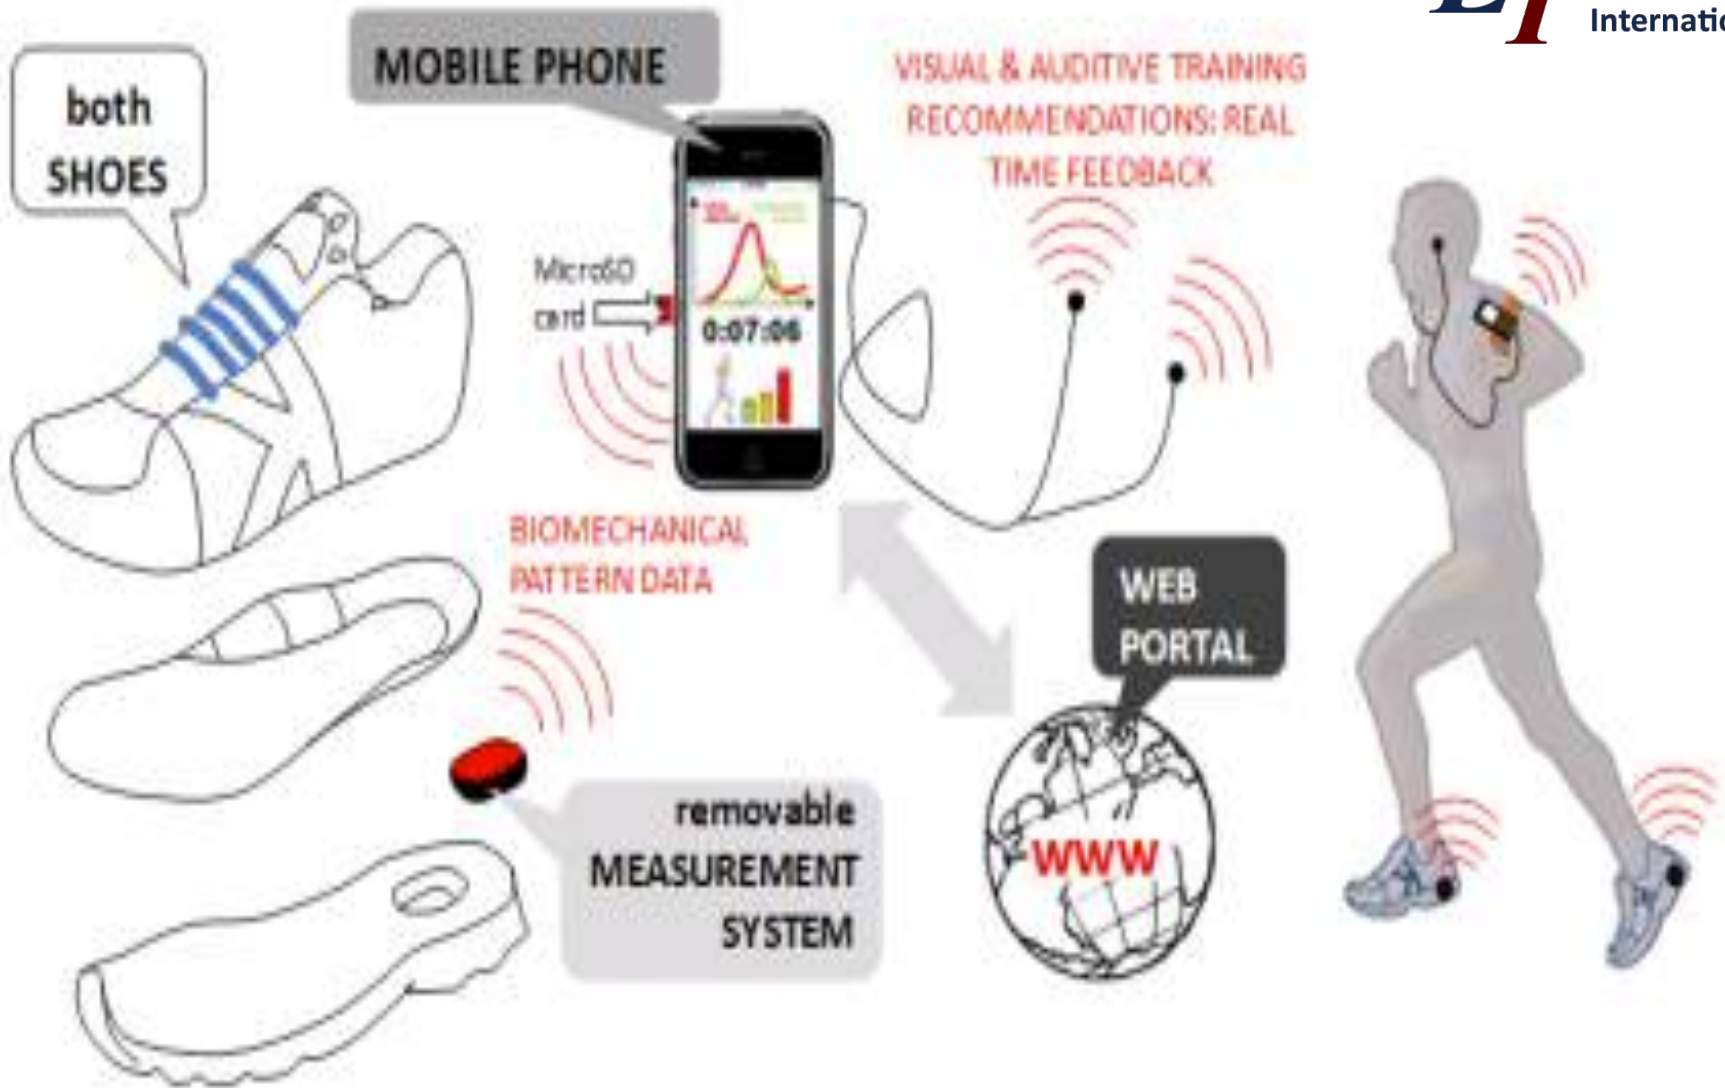 International
both
SHOES
MOBILE PHONE
VISUAL & AUDITIVE TRAINING
RECOMMENDATIONS: REAL
TIME FEEDBACK
MicroSD
card
0:07:06
BIOMECHANICAL
PATTERN DATA
WEB
PORTAL
WWW
removable
MEASUREMENT
SYSTEM